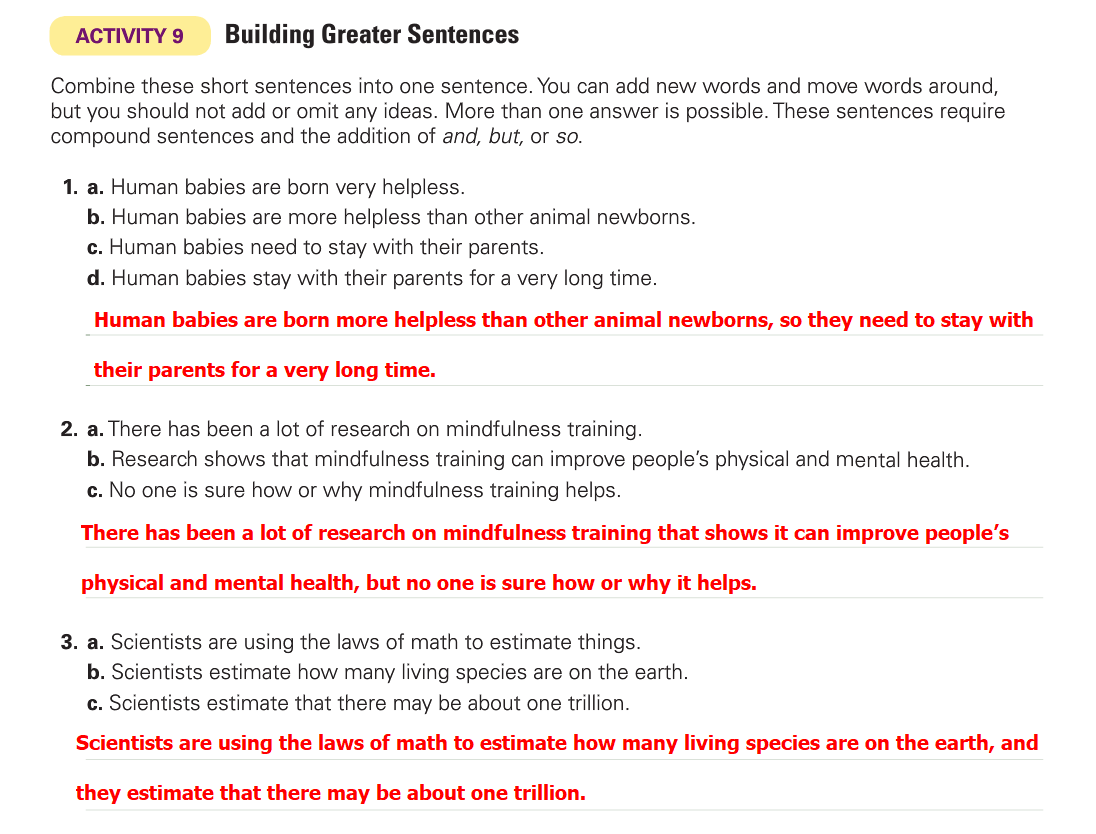 ACTIVITY 9 Building Greater Sentences
Combine these short sentences into one sentence. You can add new words and move words around,
but you should not add or omit any ideas. More than one answer is possible. These sentences require
compound sentences and the addition of and, but, or so.
1. a. Human babies are born very helpless.
b. Human babies are more helpless than other animal newborns.
c. Human babies need to stay with their parents.
d. Human babies stay with their parents for a very long time.
Human babies are born more helpless than other animal newborns, so they need to stay with
their parents for a very long time.
2. a. There has been a lot of research on mindfulness training.
b. Research shows that mindfulness training can improve people's physical and mental health.
c. No one is sure how or why mindfulness training helps.
There has been a lot of research on mindfulness training that shows it can improve people's
physical and mental health, but no one is sure how or why it helps.
3. a. Scientists are using the laws of math to estimate things.
b. Scientists estimate how many living species are on the earth.
c. Scientists estimate that there may be about one trillion.
Scientists are using the laws of math to estimate how many living species are on the earth, and
they estimate that there may be about one trillion.